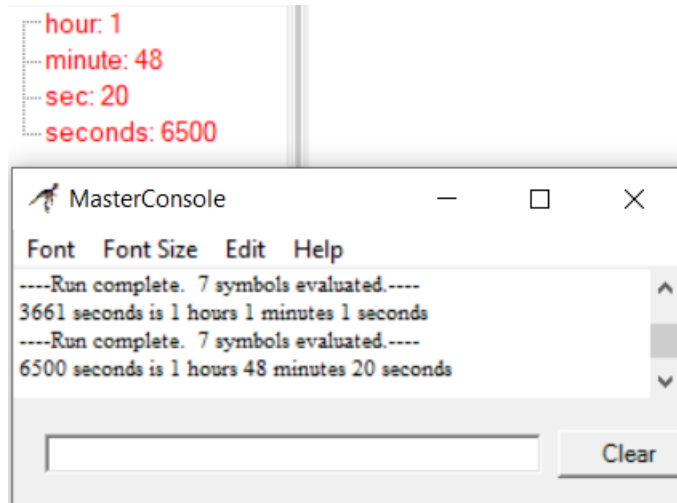 hour: 1
minute: 48
sec: 20
seconds: 6500
MasterConsole
Font Font Size Edit Help
----Run complete.  7 symbols evaluated.----
3661 seconds is 1 hours 1 minutes 1 seconds
----Run complete.  7 symbols evaluated.----
6500 seconds is 1 hours 48 minutes 20 seconds
Clear